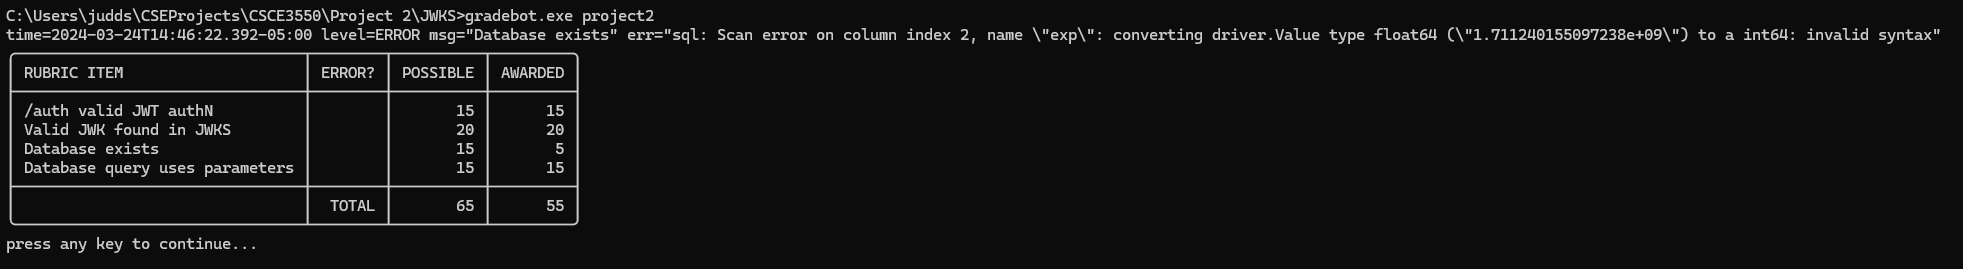 C:\Users\judds\CSEProjects\CSCE3550\Project 2\JWKS>gradebot.exe project2
time=2024-03-24T14:46:22.392-05:00 level=ERROR msg="Database exists" err="sql: Scan error on column index 2, name \"exp\": converting driver.Value type float64 (\"1.711240155097238e+09\") to a int64: invalid syntax"
RUBRIC ITEM ERROR? POSSIBLE AWARDED
/auth valid JWT authN 15 15
Valid JWK found in JWKS 20 20
Database exists 15 5
Database query uses parameters 15 15
TOTAL 65 55
press any key to continue...